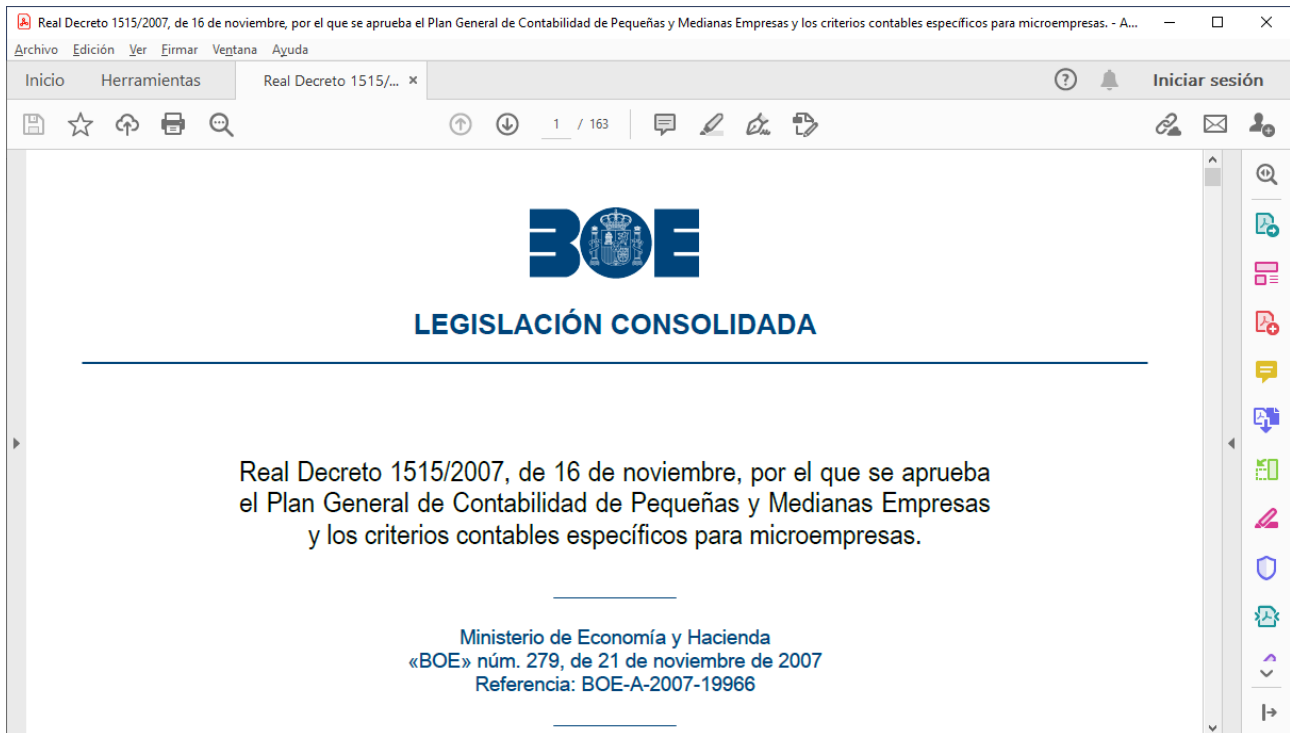 Real Decreto 1515/2007, de 16 de noviembre, por el que se aprueba el Plan General de Contabilidad de Pequeñas y Medianas Empresas y los criterios contables específicos para microempresas. - A...
Archivo Edición Ver Firmar Ventana Ayuda
Inicio Herramientas Real Decreto 1515/... × Iniciar sesión
1 / 163
BOE
LEGISLACIÓN CONSOLIDADA
Real Decreto 1515/2007, de 16 de noviembre, por el que se aprueba
el Plan General de Contabilidad de Pequeñas y Medianas Empresas
y los criterios contables específicos para microempresas.
Ministerio de Economía y Hacienda
«BOE» núm. 279, de 21 de noviembre de 2007
Referencia: BOE-A-2007-19966